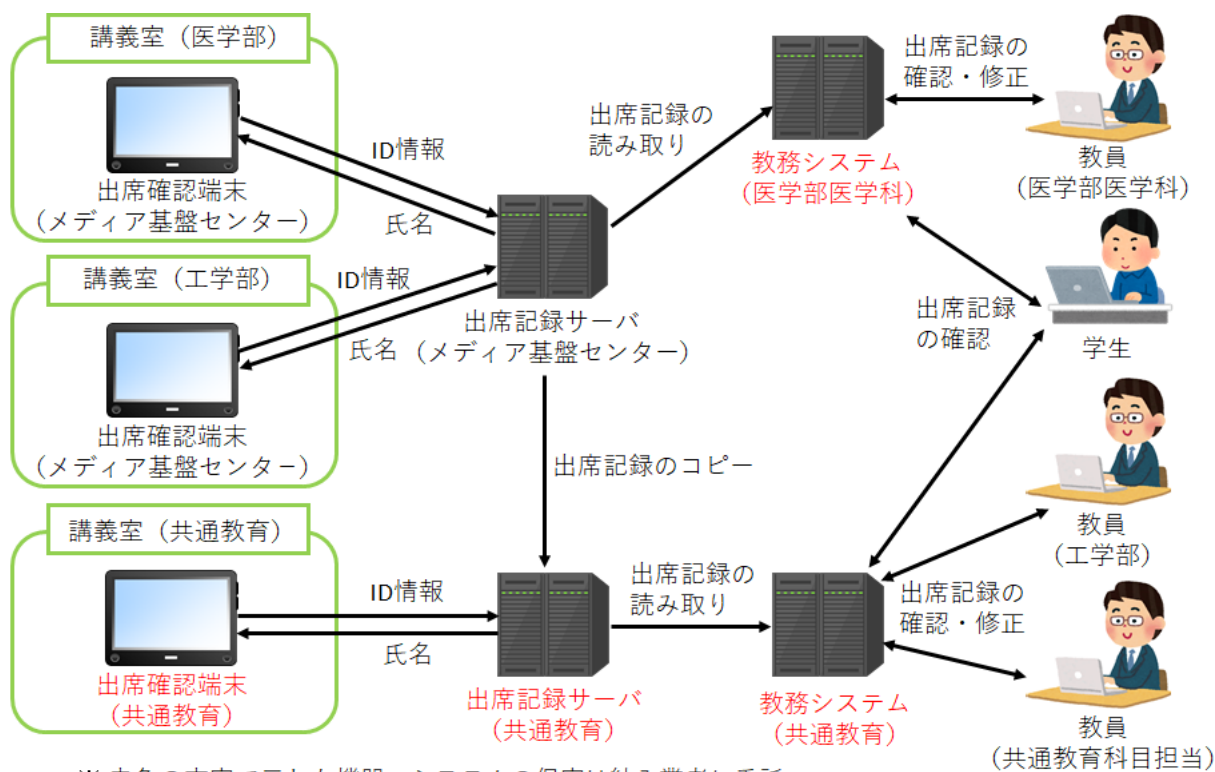 講義室（医学部）
出席確認端末
（メディア基盤センター）
ID情報
氏名
講義室（工学部）
出席確認端末
（メディア基盤センター）
ID情報
氏名
出席記録サーバ
（メディア基盤センター）
出席記録の
読み取り
教務システム
（医学部医学科）
出席記録の
確認・修正
教員
（医学部医学科）
出席記録
の確認
学生
出席記録のコピー
講義室（共通教育）
出席確認端末
（共通教育）
ID情報
氏名
出席記録サーバ
（共通教育）
出席記録の
読み取り
教務システム
（共通教育）
教員
（工学部）
出席記録の
確認・修正
教員
（共通教育科目担当）